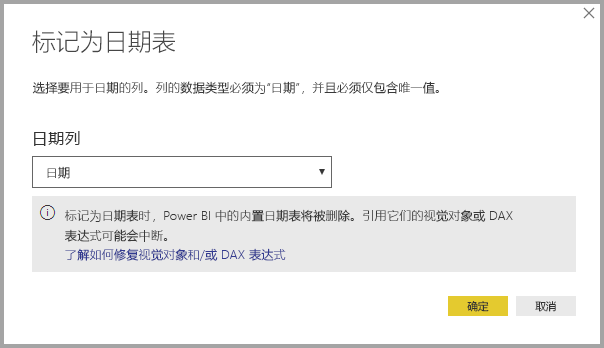 标记为日期表
选择要用于日期的列。列的数据类型必须为“日期”，并且必须仅包含唯一值。
日期列
日期
标记为日期表时，Power BI 中的内置日期表将被删除。引用它们的视觉对象或 DAX
表达式可能会中断。
了解如何修复视觉对象和/或 DAX 表达式
确定
取消